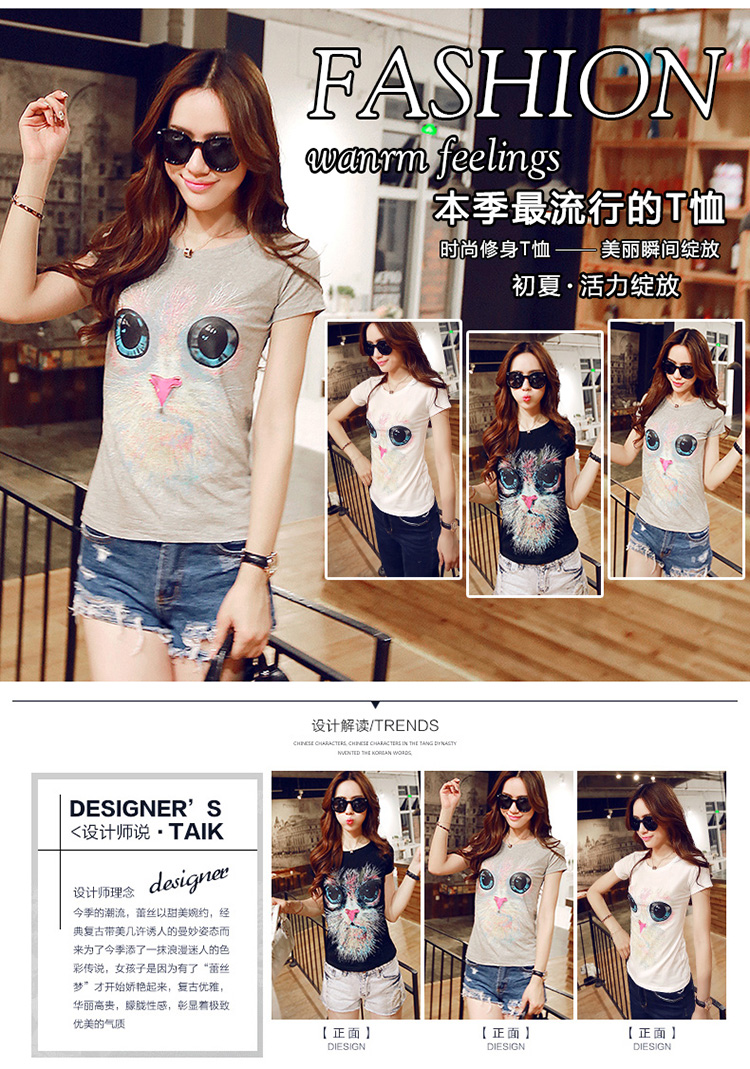 FASHION
wanrm feelings
本季最流行的T恤
时尚修身T恤 —— 美丽瞬间绽放
初夏·活力绽放
设计解读/TRENDS
CHINESE CHARACTERS, CHINESE CHARACTERS IN THE TANG DYNASTY
NVENTED THE KOREAN WORDS.
DESIGNER'S
<设计师说·TAIK
设计师理念 designer
今季的潮流，蕾丝以甜美婉约，经
典复古带美几许诱人的曼妙姿态而
来为了今季添了一抹浪漫迷人的色
彩传说，女孩子是因为有了“蕾丝
梦”才开始娇艳起来，复古优雅，
华丽高贵，朦胧性感，彰显着极致
优美的气质
【正面】
DIESIGN
【正面】
DIESIGN
【正面】
DIESIGN